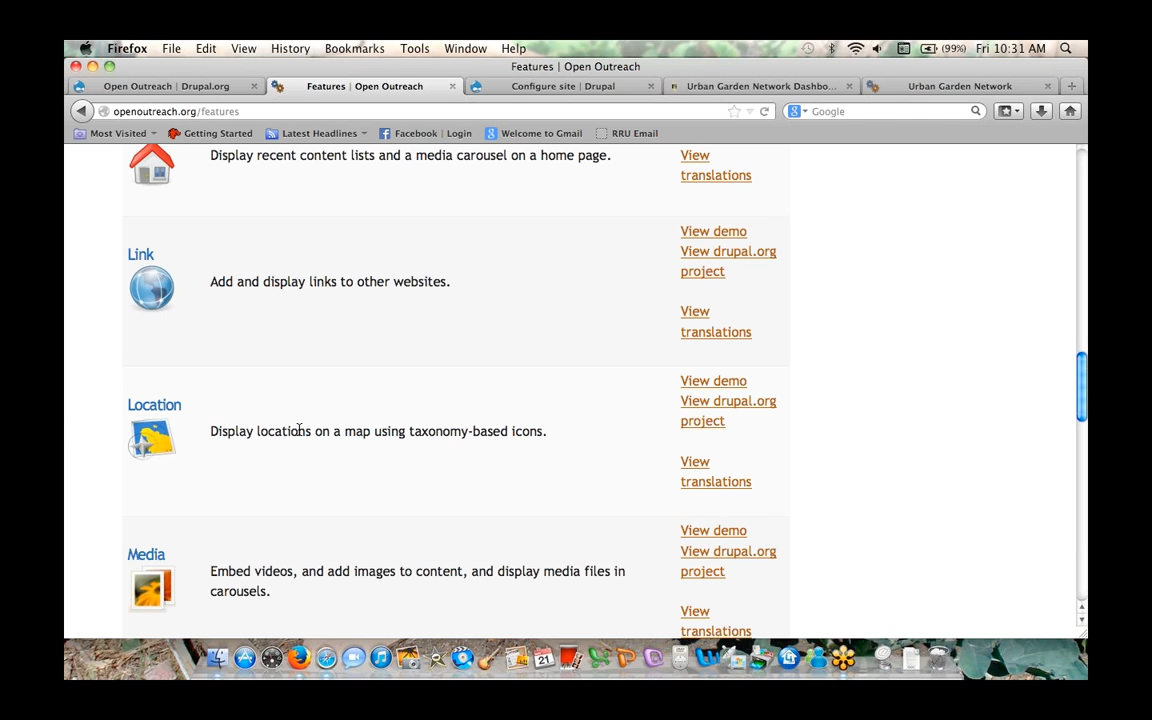 Firefox File Edit View History Bookmarks Tools Window Help (99%) Fri 10:31 AM
Features | Open Outreach
Open Outreach | Drupal.org Features | Open Outreach Configure site | Drupal Urban Garden Network Dashbo... Urban Garden Network
openoutreach.org/features Google
Most Visited Getting Started Latest Headlines Facebook | Login Welcome to Gmail RRU Email
Display recent content lists and a media carousel on a home page.
View
translations
Link
Add and display links to other websites.
View demo
View drupal.org
project
View
translations
Location
Display locations on a map using taxonomy-based icons.
View demo
View drupal.org
project
View
translations
Media
Embed videos, and add images to content, and display media files in
carousels.
View demo
View drupal.org
project
View
translations
21